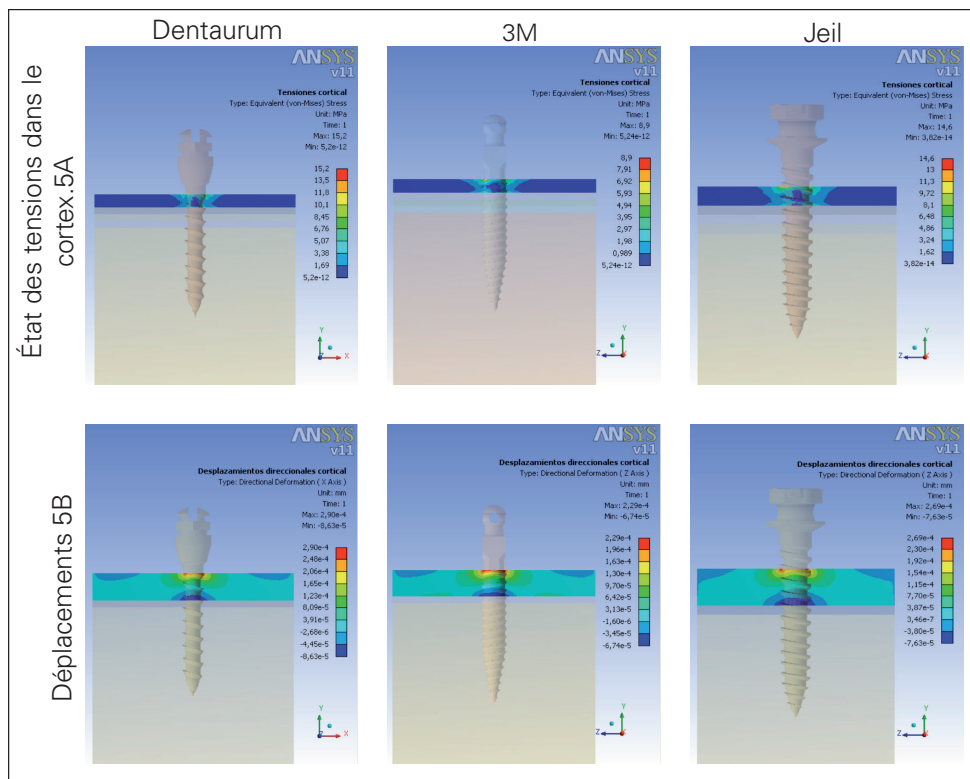 Dentaurum
3M
Jeil
État des tensions dans le
cortex.5A
ANSYS
v11
Tensiones cortical
Type: Equivalent (von-Mises) Stress
Unit: MPa
Time: 1
Max: 15,2
Min: 5,2e-12
15,2
13,5
11,8
10,1
8,45
6,76
5,07
3,38
1,69
5,2e-12
Y
Z
X
ANSYS
v11
Tensiones cortical
Type: Equivalent (von-Mises) Stress
Unit: MPa
Time: 1
Max: 8,9
Min: 5,24e-12
8,9
7,91
6,92
5,93
4,94
3,95
2,97
1,98
0,989
5,24e-12
Y
Z
X
ANSYS
v11
Tensiones cortical
Type: Equivalent (von-Mises) Stress
Unit: MPa
Time: 1
Max: 14,6
Min: 3,82e-14
14,6
13
11,3
9,72
8,1
6,48
4,86
3,24
1,62
3,82e-14
Y
Z
X
Déplacements 5B
ANSYS
v11
Desplazamientos direccionales cortical
Type: Directional Deformation ( X Axis )
Unit: mm
Time: 1
Max: 2,90e-4
Min: -8,63e-5
2,90e-4
2,48e-4
2,06e-4
1,65e-4
1,23e-4
8,09e-5
3,91e-5
-2,68e-6
-4,45e-5
-8,63e-5
Y
Z
X
ANSYS
v11
Desplazamientos direccionales cortical
Type: Directional Deformation ( Z Axis )
Unit: mm
Time: 1
Max: 2,29e-4
Min: -6,74e-5
2,29e-4
1,96e-4
1,63e-4
1,30e-4
9,70e-5
6,42e-5
3,13e-5
-1,60e-6
-3,45e-5
-6,74e-5
Y
Z
X
ANSYS
v11
Desplazamientos direccionales cortical
Type: Directional Deformation ( Z Axis )
Unit: mm
Time: 1
Max: 2,69e-4
Min: -7,63e-5
2,69e-4
2,30e-4
1,92e-4
1,54e-4
1,15e-4
7,70e-5
3,87e-5
3,46e-7
-3,80e-5
-7,63e-5
Y
Z
X